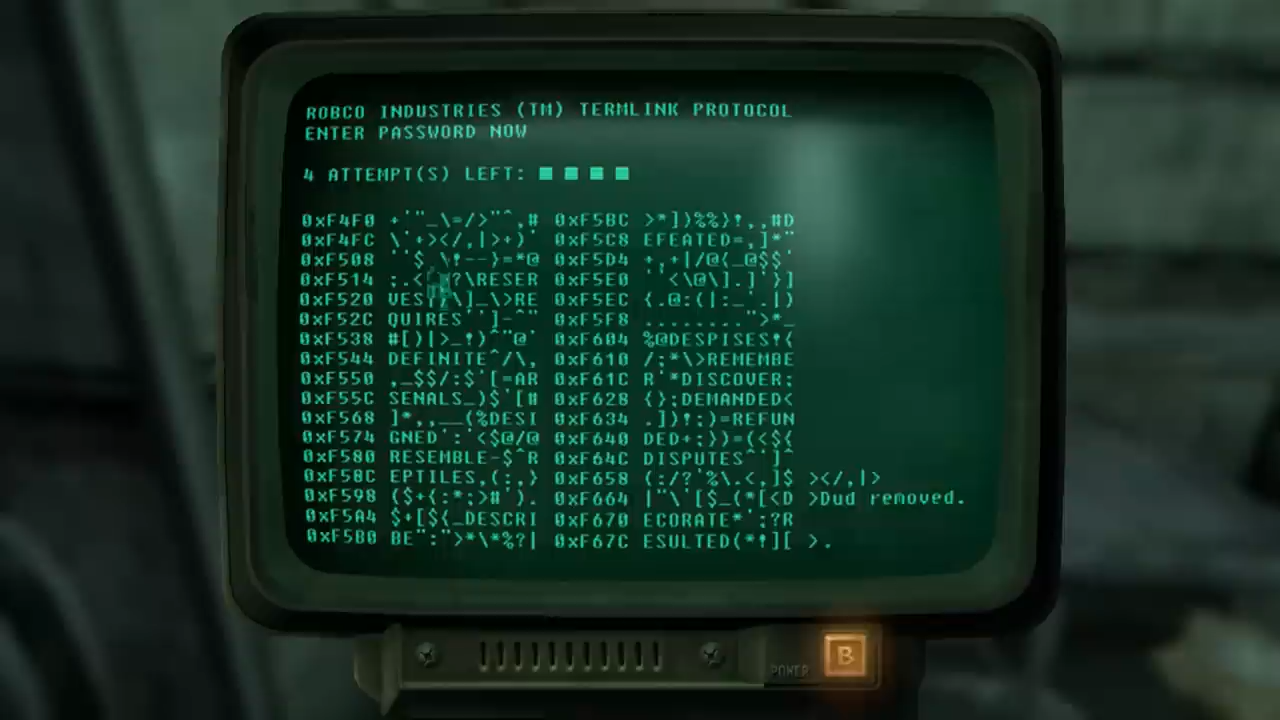 ROBCO INDUSTRIES (TM) TERMLINK PROTOCOL
ENTER PASSWORD NOW
4 ATTEMPT(S) LEFT: ■ ■ ■ ■
0xF4F0 +'"_\=/>"^,# 0xF5BC >*])%%)!,,#D
0xF4FC \'+></,|>+)' 0xF5C8 EFEATED=,]*"
0xF508 ''$_\!--}=*@ 0xF5D4 +,+|/@{_@$$'
0xF514 :.< ?\RESER 0xF5E0 ''<\@\].]'}]
0xF520 VES \]_\>RE 0xF5EC {.@:(|:_'.|)
0xF52C QUIRES'']-^" 0xF5F8 ........">*_
0xF538 #[)|>_!)^"@' 0xF604 %@DESPISES!{
0xF544 DEFINITE^/\, 0xF610 /:*\>REMEMBE
0xF550 ,_$$/:$'[=AR 0xF61C R'*DISCOVER;
0xF55C SENALS_)$'[# 0xF628 {};DEMANDED<
0xF568 ]*,,__(%DESI 0xF634 .])!:)=REFUN
0xF574 GNED':'<$@/@ 0xF640 DED+;})=(<${
0xF580 RESEMBLE-$^R 0xF64C DISPUTES^']^
0xF58C EPTILES,(:,} 0xF658 (:/?'%\.<,]$ ></,|>
0xF598 ($+{:*;>#'). 0xF664 |"\'[$_(*[<D >Dud removed.
0xF5A4 $+[${_DESCRI 0xF670 ECORATE*';?R
0xF5B0 BE":">*\*%?| 0xF67C ESULTED(*!][ >.
POWER
B